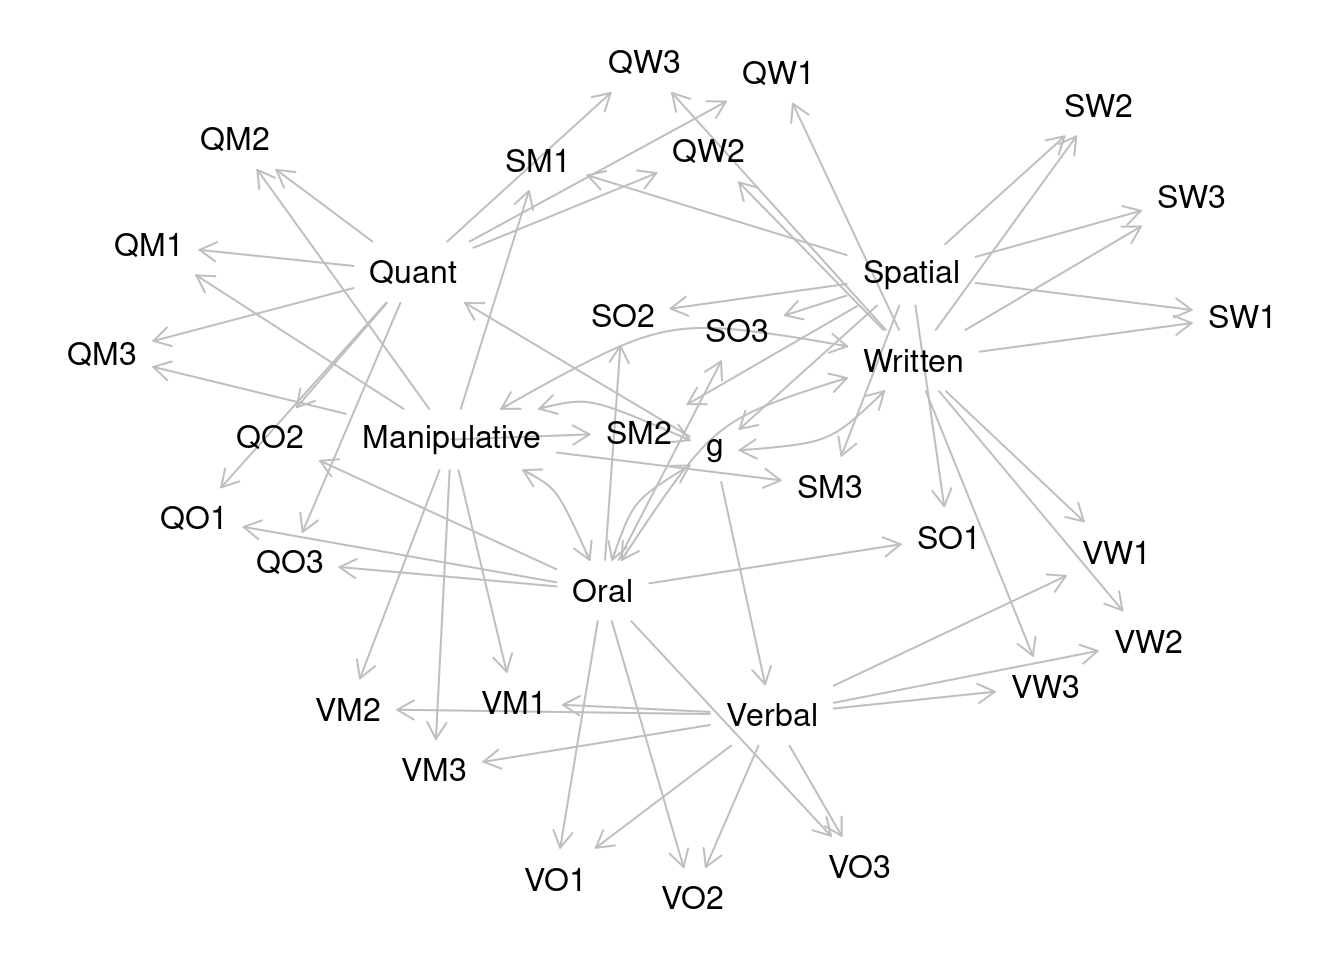 QW3
QW1
SW2
QM2
SM1
QW2
SW3
QM1
Quant
Spatial
SO2
SO3
SW1
QM3
Written
QO2
Manipulative
SM2
g
SM3
QO1
SO1
QO3
VW1
Oral
VW2
VW3
VM2
VM1
Verbal
VM3
VO1
VO2
VO3